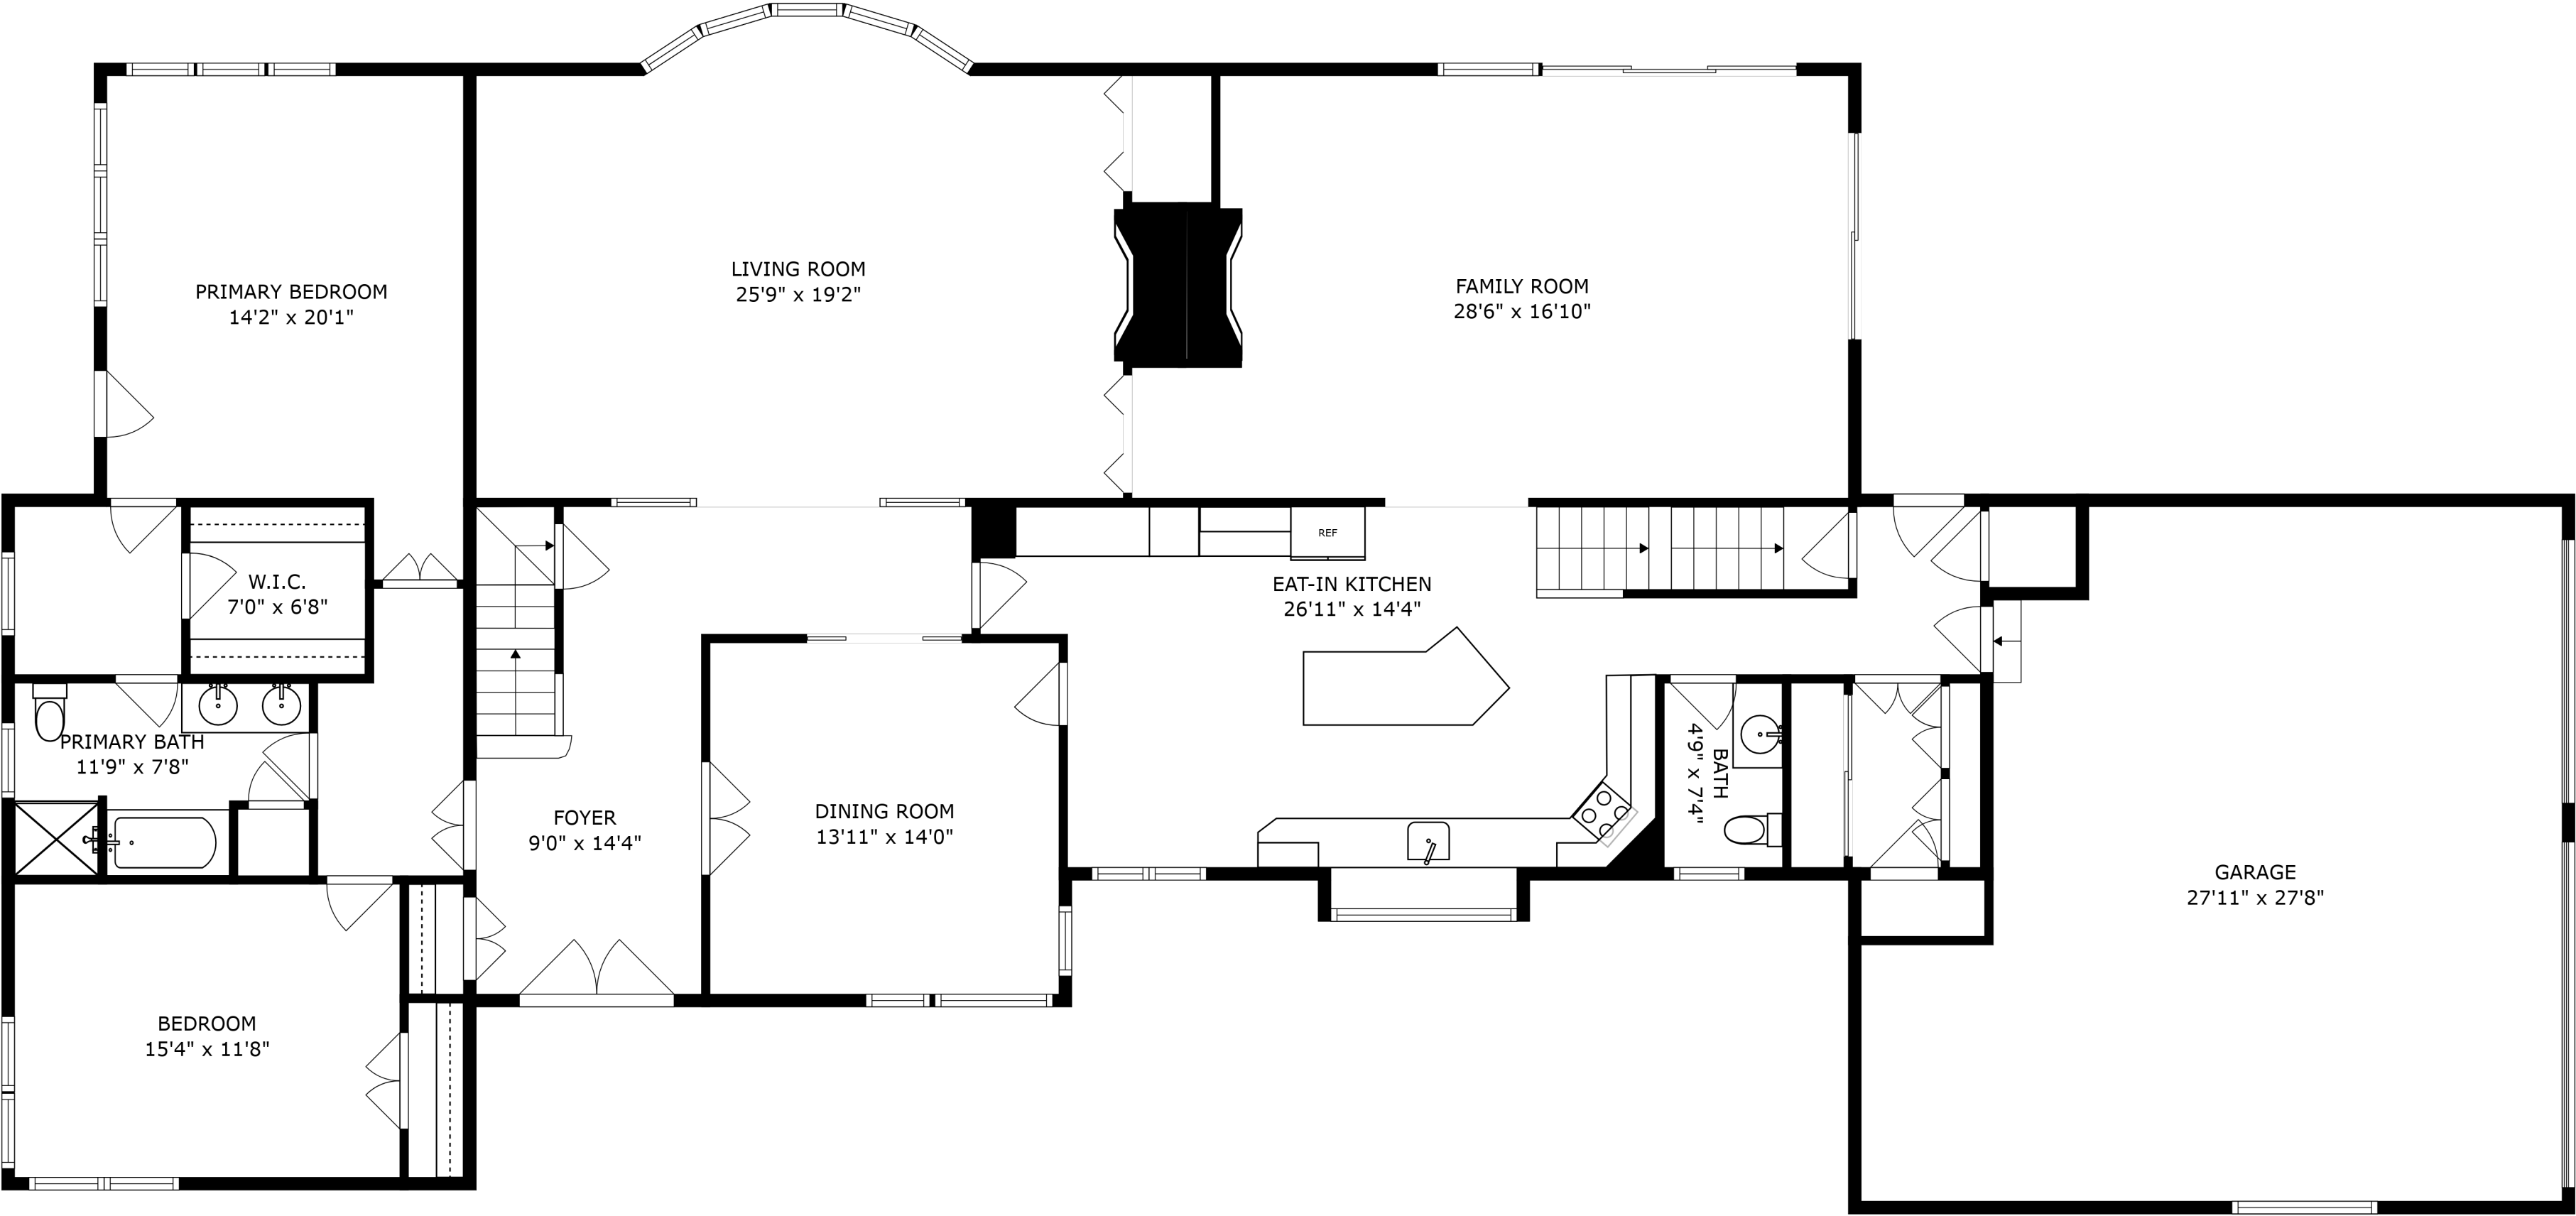 LIVING ROOM
25'9" x 19'2"
FAMILY ROOM
28'6" x 16'10"
PRIMARY BEDROOM
14'2" x 20'1"
REF
W.I.C.
7'0" x 6'8"
EAT-IN KITCHEN
26'11" x 14'4"
PRIMARY BATH
11'9" x 7'8"
BATH
4'9" x 7'4"
FOYER
9'0" x 14'4"
DINING ROOM
13'11" x 14'0"
GARAGE
27'11" x 27'8"
BEDROOM
15'4" x 11'8"